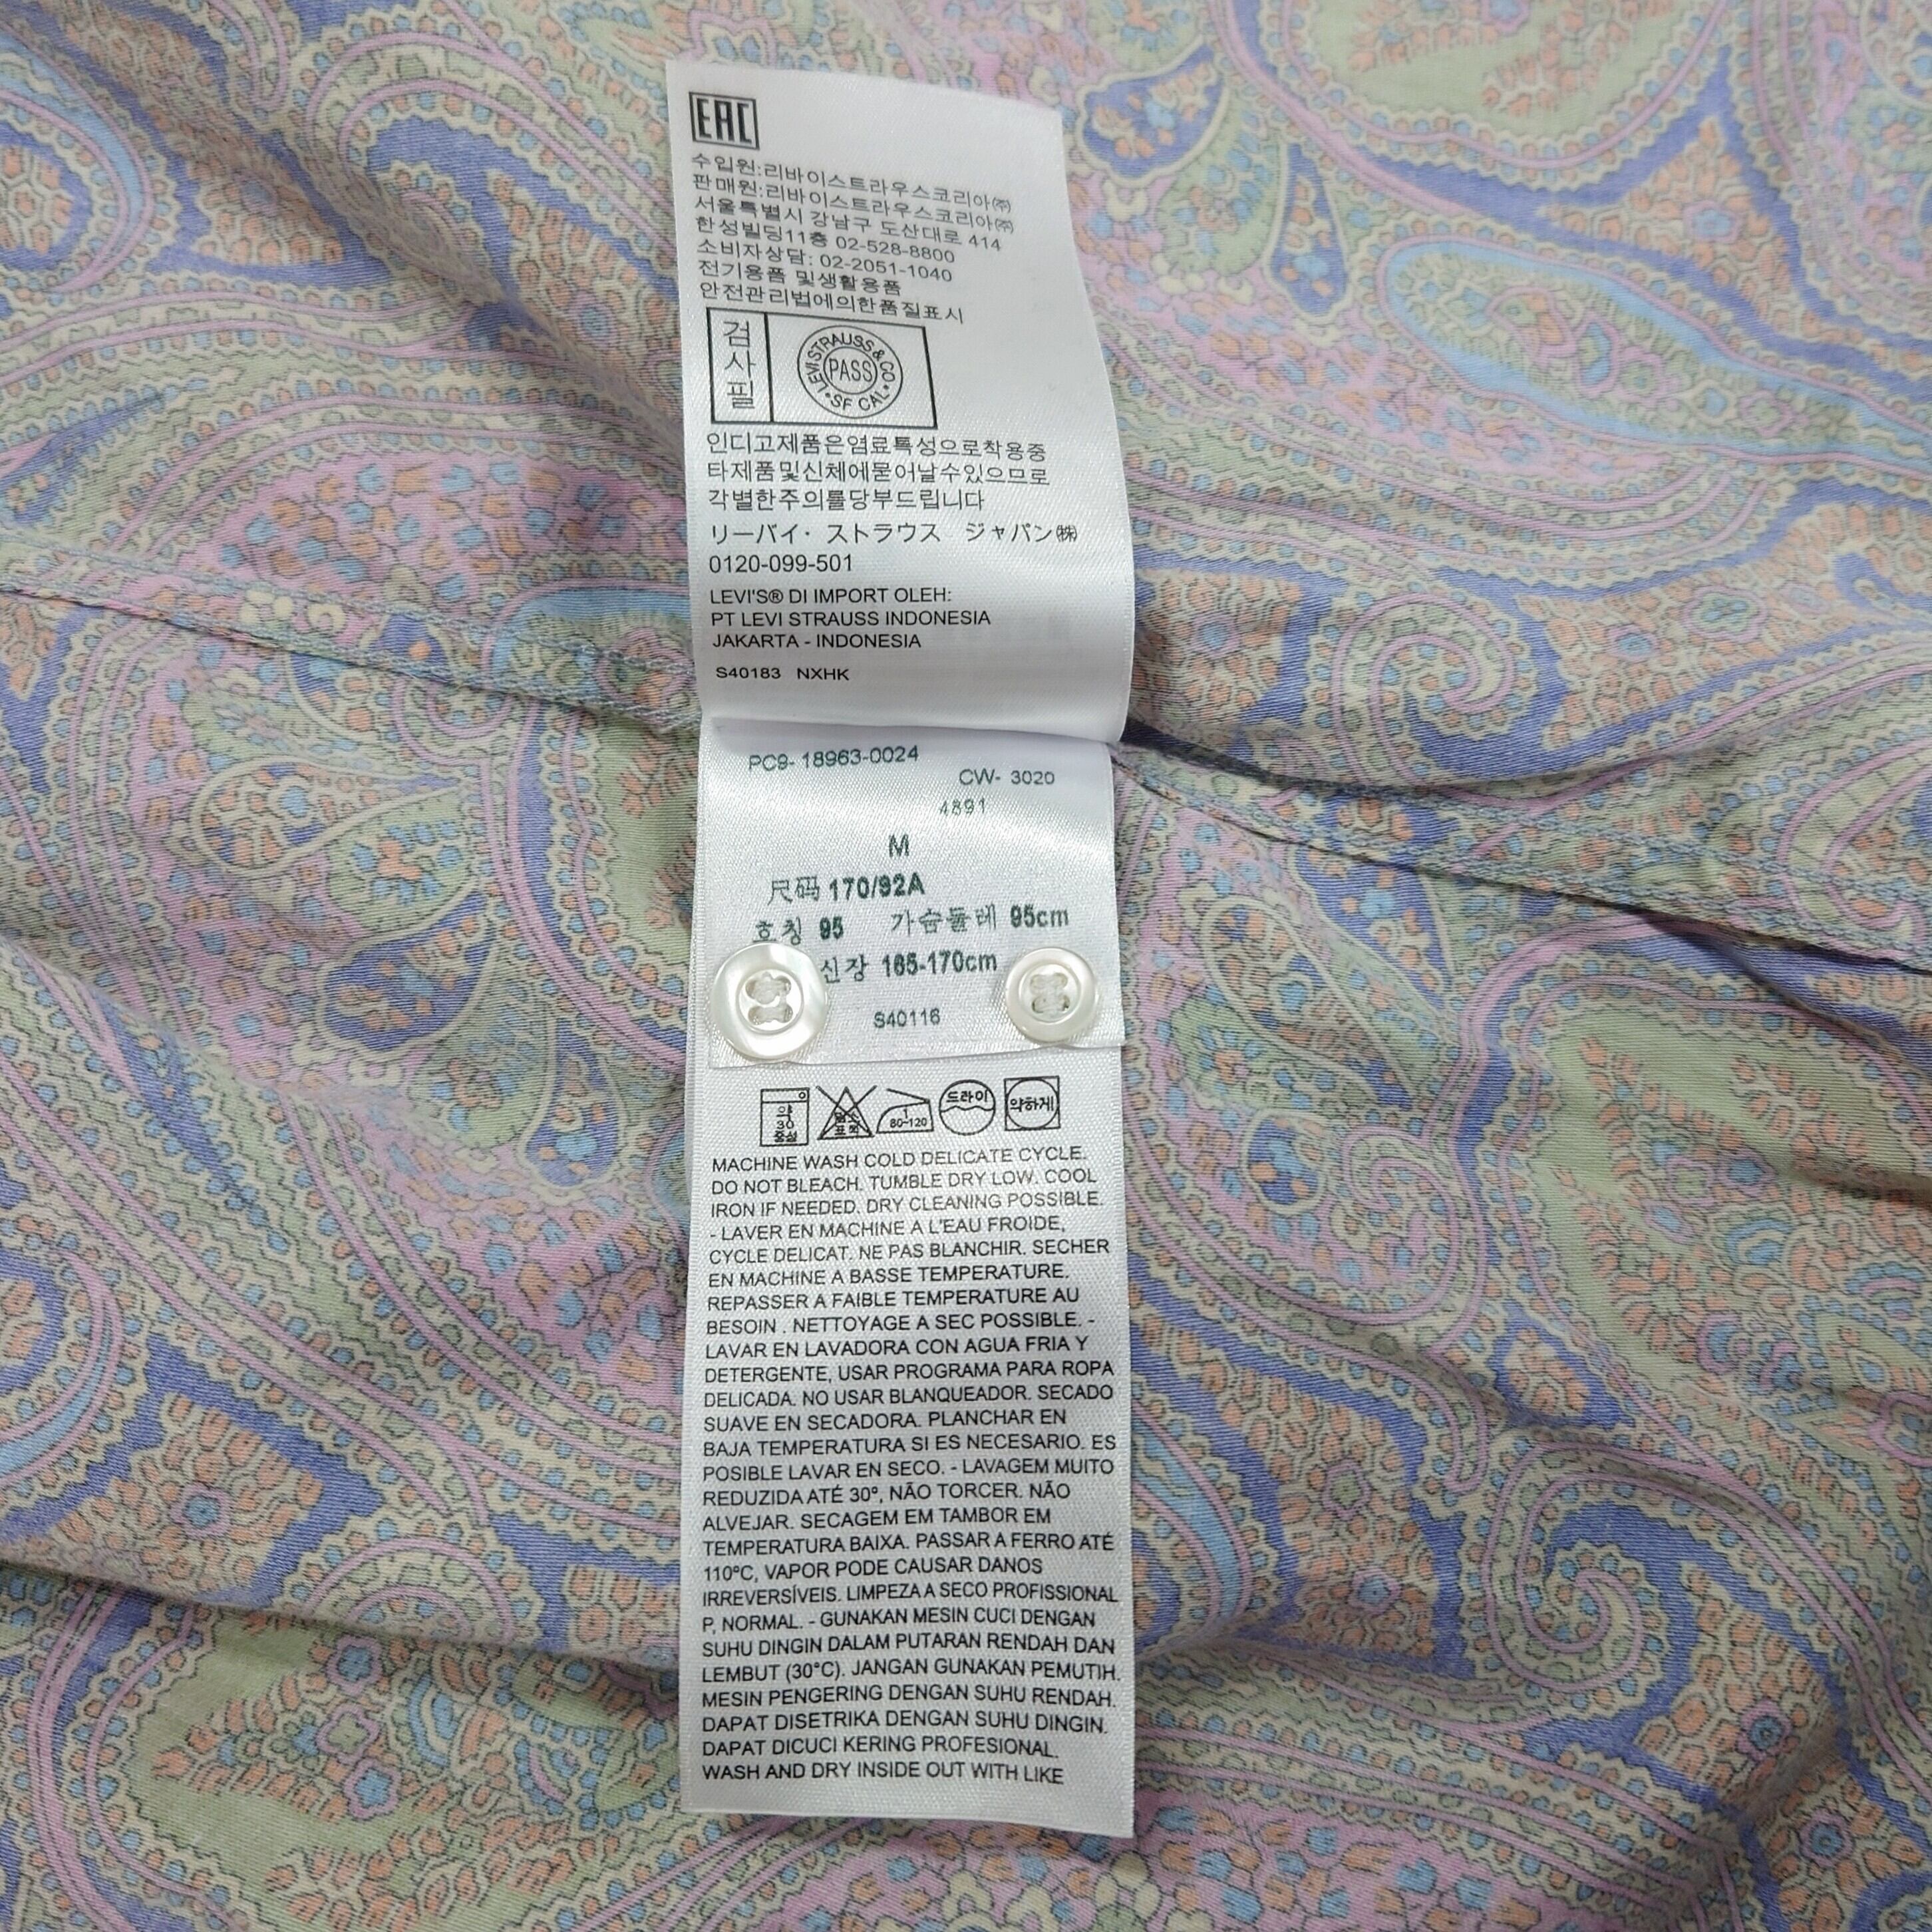 EAC
수입원:리바이스트라우스코리아㈜
판매원:리바이스트라우스코리아㈜
서울특별시 강남구 도산대로 414
한성빌딩11층 02-528-8800
소비자상담: 02-2051-1040
전기용품 및생활용품
안전관리법에의한품질표시
검사필
LEVI STRAUSS & CO • SF CAL •
PASS
인디고제품은염료특성으로착용중
타제품및신체에묻어날수있으므로
각별한주의를당부드립니다
リーバイ・ストラウス ジャパン㈱
0120-099-501
LEVI'S® DI IMPORT OLEH:
PT LEVI STRAUSS INDONESIA
JAKARTA - INDONESIA
S40183 NXHK
PC9- 18963-0024
CW- 3020
4891
M
尺码 170/92A
호칭 95 가슴둘레 95cm
신장 165-170cm
S40116
약 30 중성
염소 표백
1 80~120
드라이
약하게
MACHINE WASH COLD DELICATE CYCLE.
DO NOT BLEACH. TUMBLE DRY LOW. COOL
IRON IF NEEDED. DRY CLEANING POSSIBLE.
- LAVER EN MACHINE A L'EAU FROIDE,
CYCLE DELICAT. NE PAS BLANCHIR. SECHER
EN MACHINE A BASSE TEMPERATURE.
REPASSER A FAIBLE TEMPERATURE AU
BESOIN . NETTOYAGE A SEC POSSIBLE. -
LAVAR EN LAVADORA CON AGUA FRIA Y
DETERGENTE, USAR PROGRAMA PARA ROPA
DELICADA. NO USAR BLANQUEADOR. SECADO
SUAVE EN SECADORA. PLANCHAR EN
BAJA TEMPERATURA SI ES NECESARIO. ES
POSIBLE LAVAR EN SECO. - LAVAGEM MUITO
REDUZIDA ATÉ 30º, NÃO TORCER. NÃO
ALVEJAR. SECAGEM EM TAMBOR EM
TEMPERATURA BAIXA. PASSAR A FERRO ATÉ
110ºC, VAPOR PODE CAUSAR DANOS
IRREVERSÍVEIS. LIMPEZA A SECO PROFISSIONAL
P, NORMAL. - GUNAKAN MESIN CUCI DENGAN
SUHU DINGIN DALAM PUTARAN RENDAH DAN
LEMBUT (30°C). JANGAN GUNAKAN PEMUTIH.
MESIN PENGERING DENGAN SUHU RENDAH.
DAPAT DISETRIKA DENGAN SUHU DINGIN.
DAPAT DICUCI KERING PROFESIONAL.
WASH AND DRY INSIDE OUT WITH LIKE